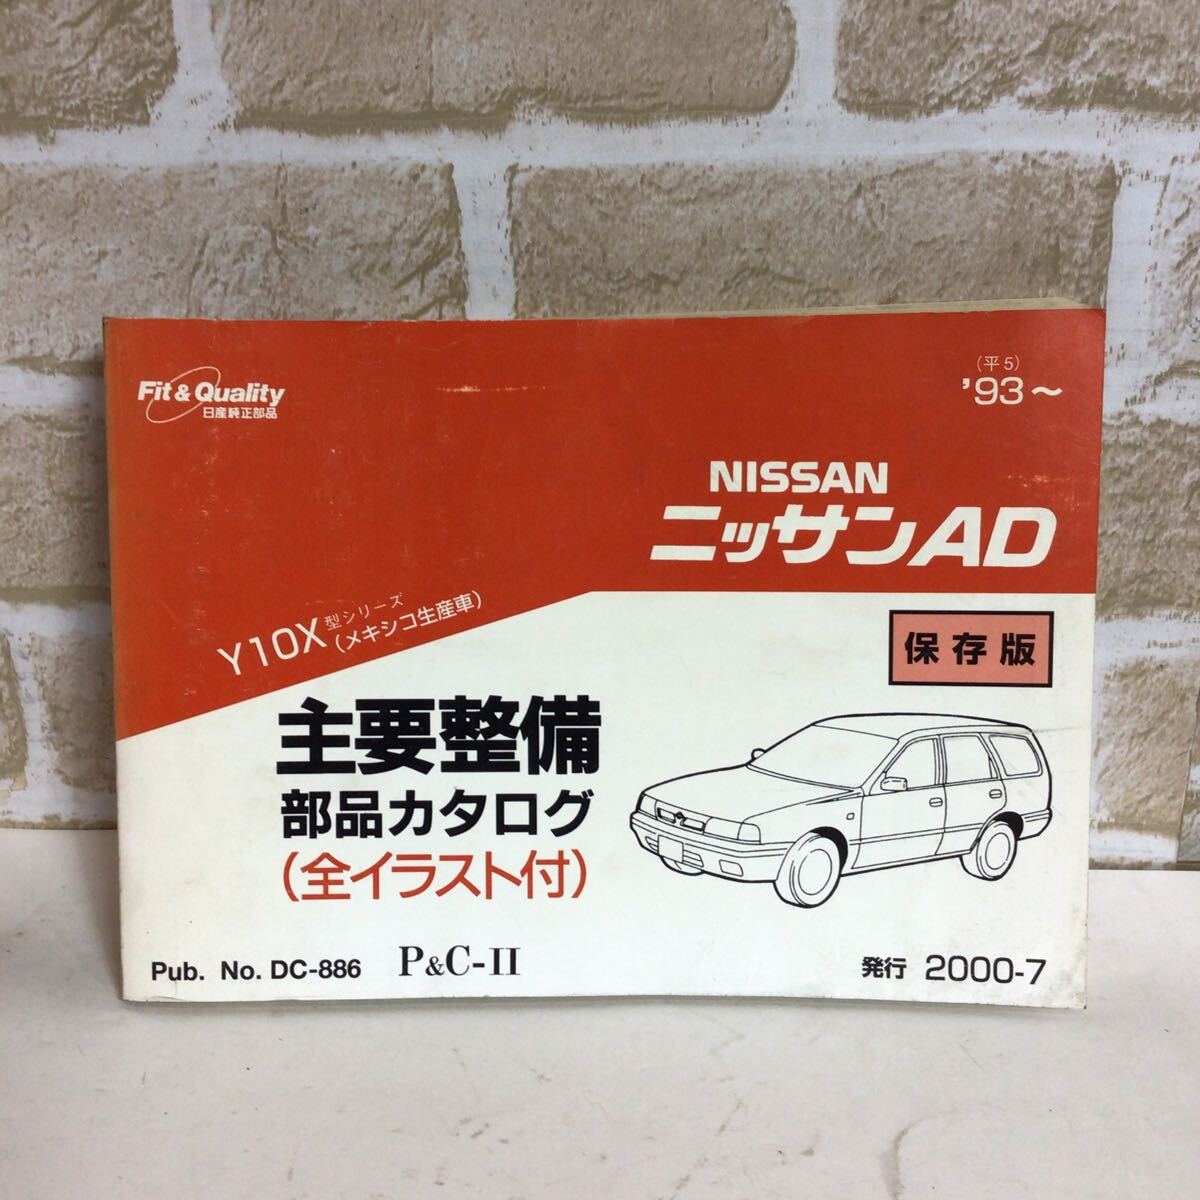 Fit & Quality
日産純正部品
(平5)
'93~
NISSAN
ニッサンAD
Y10X型シリーズ
(メキシコ生産車)
保存版
主要整備
部品カタログ
(全イラスト付)
Pub. No. DC-886 P&C-II
発行 2000-7